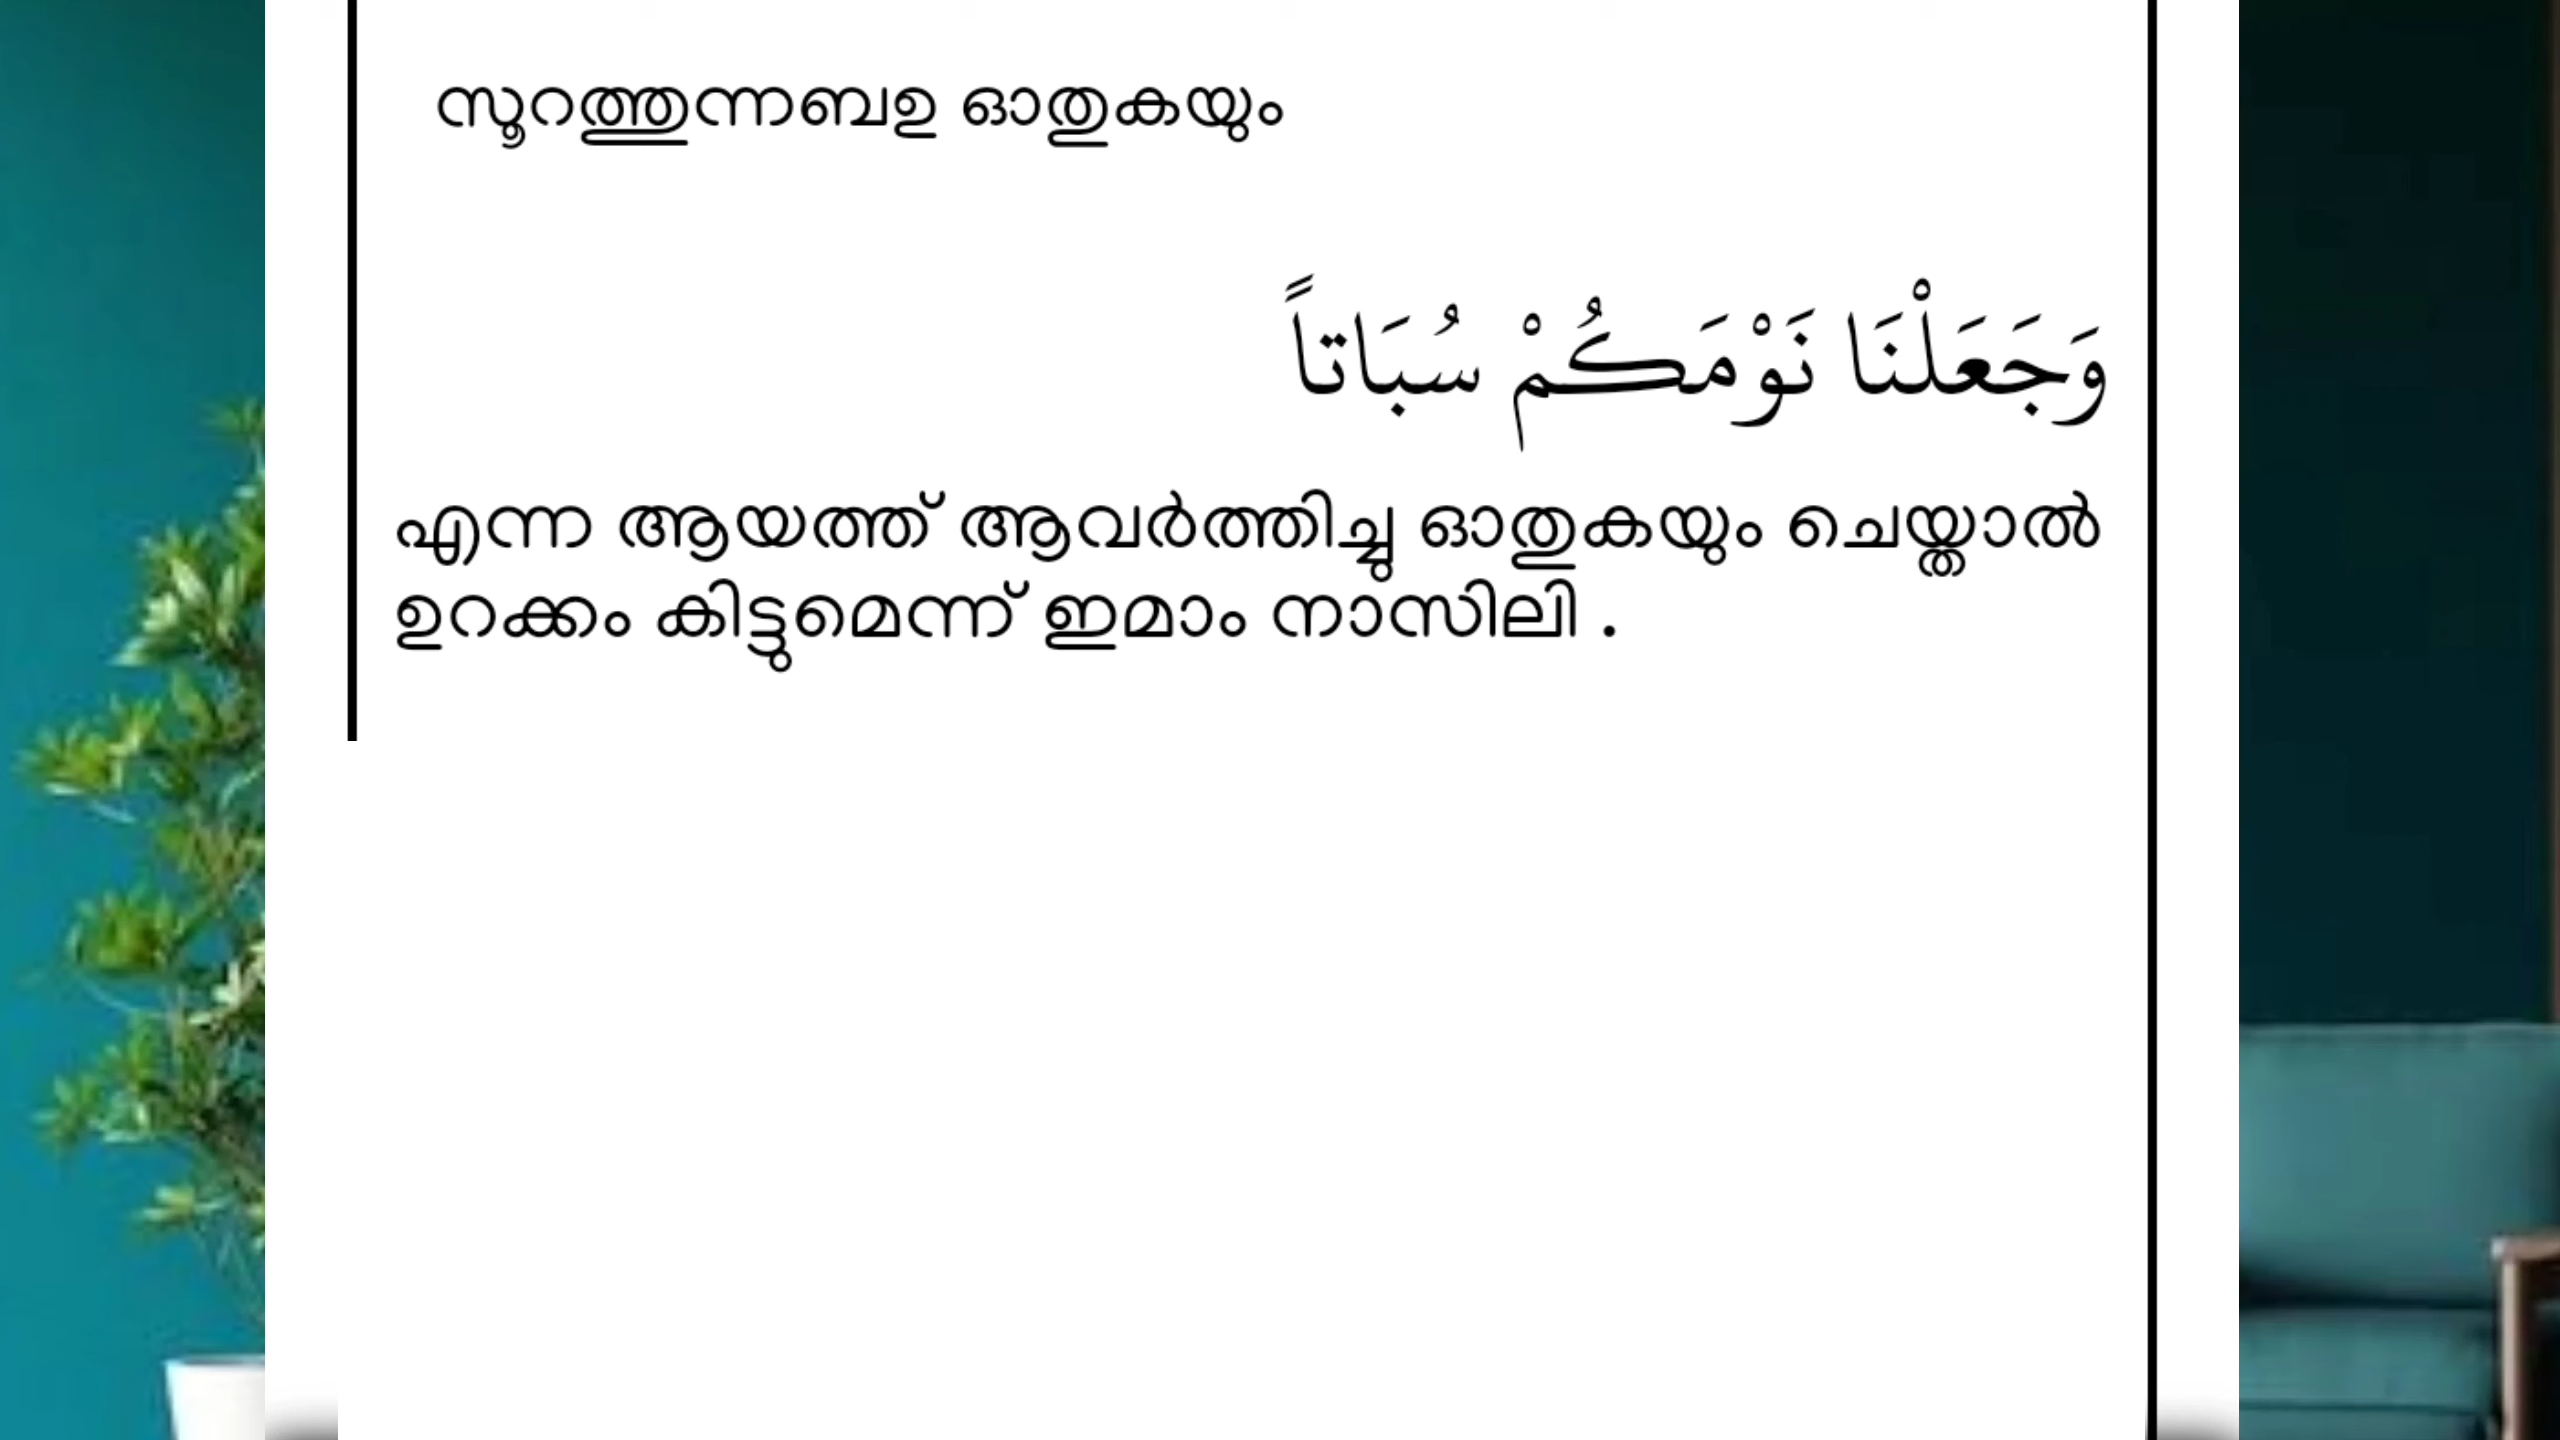 സൂറത്തുന്നബഉ ഓതുകയും
وَجَعَلْنَا نَوْمَكُمْ سُبَاتاً
എന്ന ആയത്ത് ആവർത്തിച്ചു ഓതുകയും ചെയ്താൽ
ഉറക്കം കിട്ടുമെന്ന് ഇമാം നാസിലി .